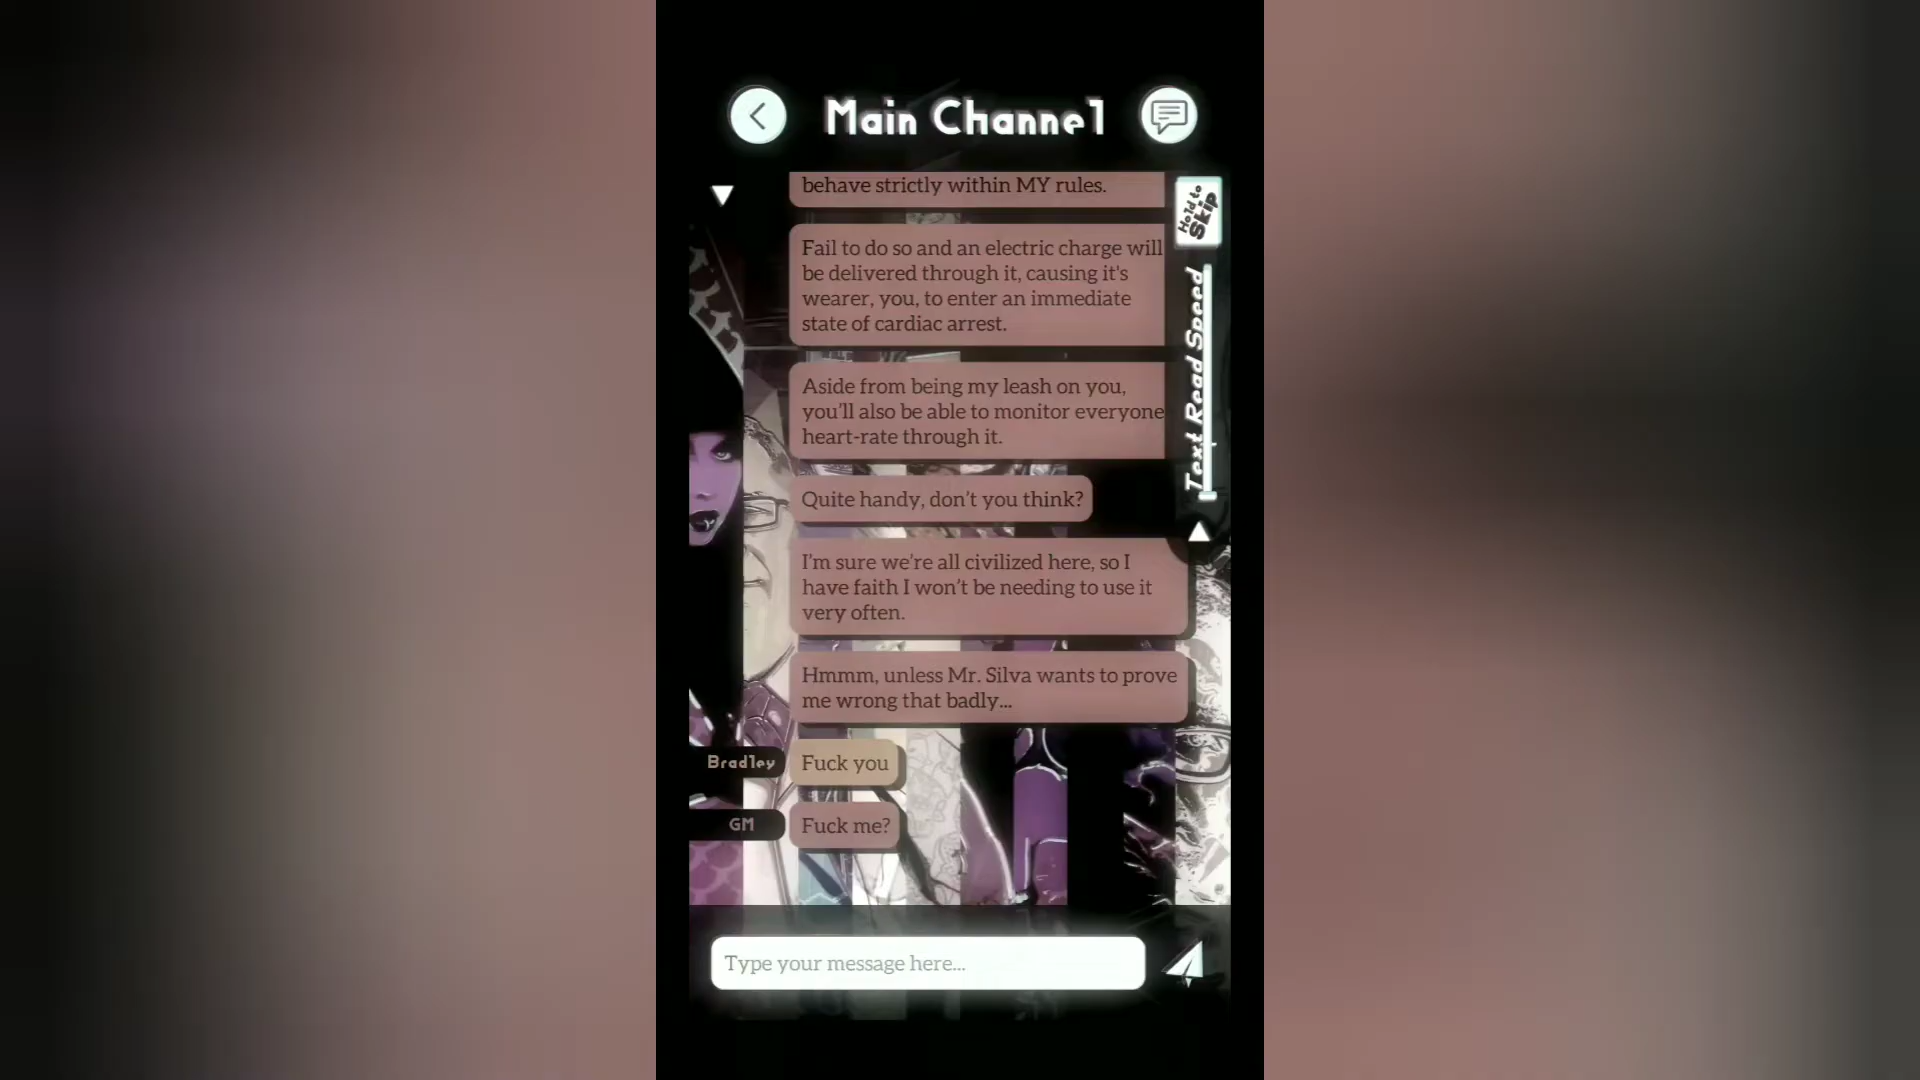 Main Channel
behave strictly within MY rules.
Hold to
Skip
Fail to do so and an electric charge will
be delivered through it, causing it's
wearer, you, to enter an immediate
state of cardiac arrest.
Text Read Speed
Aside from being my leash on you,
you'll also be able to monitor everyone
heart-rate through it.
Quite handy, don't you think?
I'm sure we're all civilized here, so I
have faith I won't be needing to use it
very often.
Hmmm, unless Mr. Silva wants to prove
me wrong that badly...
Bradley
Fuck you
GM
Fuck me?
Type your message here...